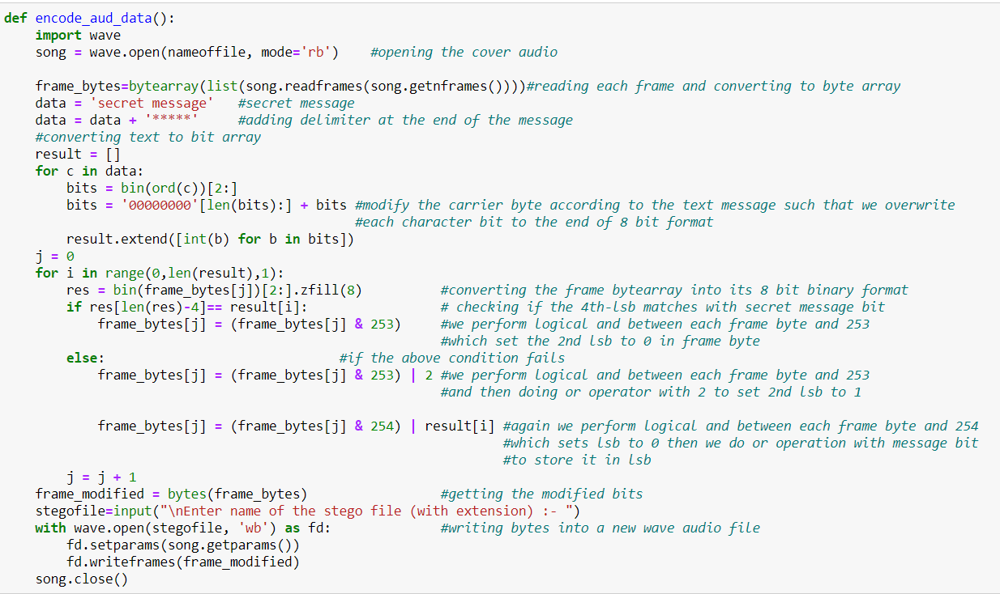 def encode_aud_data():
    import wave
    song = wave.open(nameoffile, mode='rb')    #opening the cover audio

    frame_bytes=bytearray(list(song.readframes(song.getnframes())))#reading each frame and converting to byte array
    data = 'secret message'   #secret message
    data = data + '*****'     #adding delimiter at the end of the message
    #converting text to bit array
    result = []
    for c in data:
        bits = bin(ord(c))[2:]
        bits = '00000000'[len(bits):] + bits #modify the carrier byte according to the text message such that we overwrite
                                             #each character bit to the end of 8 bit format
        result.extend([int(b) for b in bits])
    j = 0
    for i in range(0,len(result),1):
        res = bin(frame_bytes[j])[2:].zfill(8)          #converting the frame bytearray into its 8 bit binary format
        if res[len(res)-4]== result[i]:                 # checking if the 4th-lsb matches with secret message bit
            frame_bytes[j] = (frame_bytes[j] & 253)     #we perform logical and between each frame byte and 253
                                                        #which set the 2nd lsb to 0 in frame byte
        else:                              #if the above condition fails
            frame_bytes[j] = (frame_bytes[j] & 253) | 2 #we perform logical and between each frame byte and 253
                                                        #and then doing or operator with 2 to set 2nd lsb to 1

            frame_bytes[j] = (frame_bytes[j] & 254) | result[i] #again we perform logical and between each frame byte and 254
                                                                #which sets lsb to 0 then we do or operation with message bit
                                                                #to store it in lsb
        j = j + 1
    frame_modified = bytes(frame_bytes)                 #getting the modified bits
    stegofile=input("\nEnter name of the stego file (with extension) :- ")
    with wave.open(stegofile, 'wb') as fd:              #writing bytes into a new wave audio file
        fd.setparams(song.getparams())
        fd.writeframes(frame_modified)
    song.close()